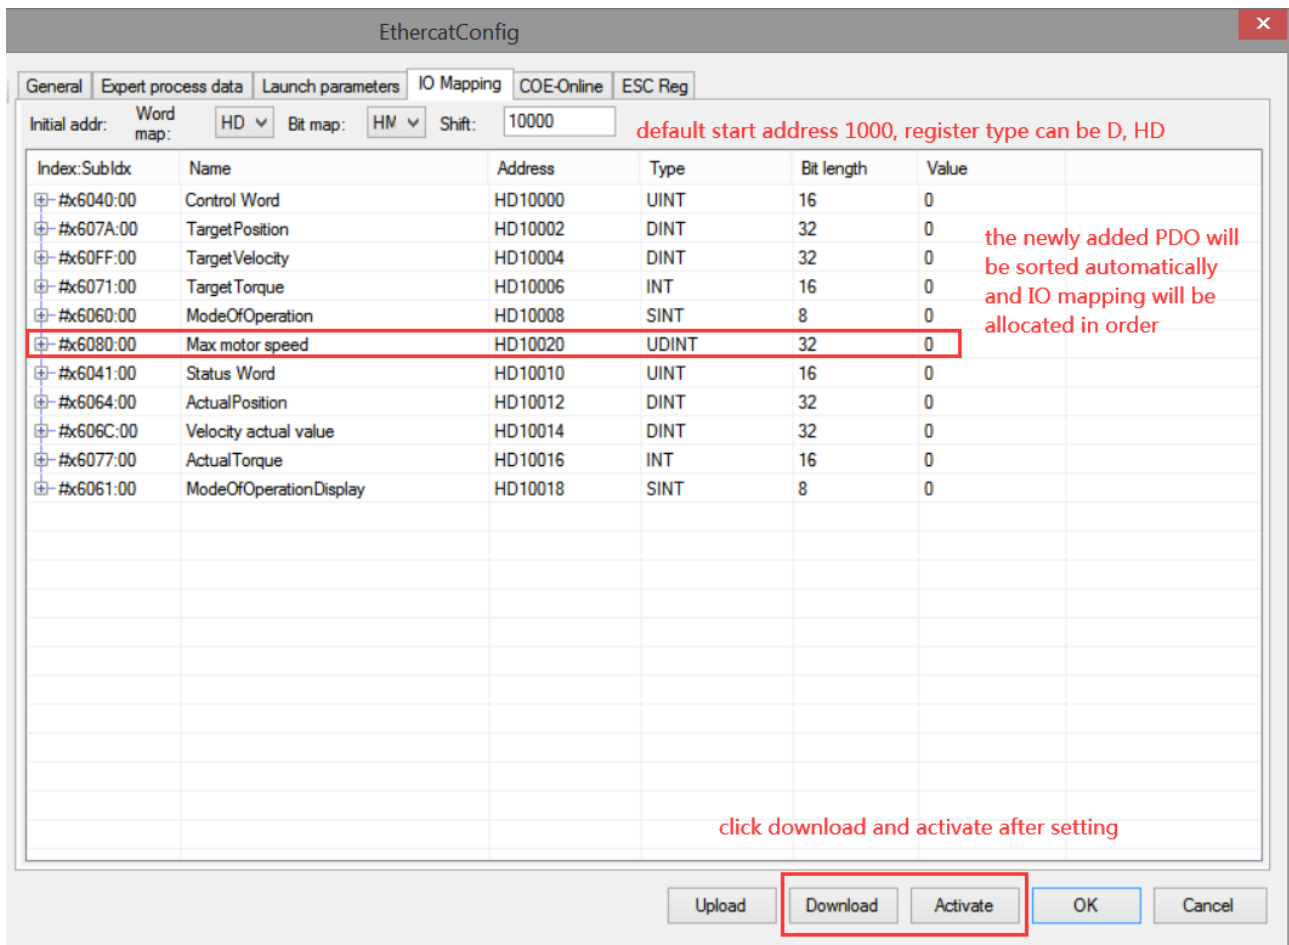 EthercatConfig
×
General Expert process data Launch parameters IO Mapping COE-Online ESC Reg
Initial addr: Word map: HD Bit map: HM Shift: 10000
default start address 1000, register type can be D, HD
Index:SubIdx Name Address Type Bit length Value
#x6040:00 Control Word HD10000 UINT 16 0
#x607A:00 TargetPosition HD10002 DINT 32 0
#x60FF:00 TargetVelocity HD10004 DINT 32 0
#x6071:00 TargetTorque HD10006 INT 16 0
#x6060:00 ModeOfOperation HD10008 SINT 8 0
#x6080:00 Max motor speed HD10020 UDINT 32 0
#x6041:00 Status Word HD10010 UINT 16 0
#x6064:00 ActualPosition HD10012 DINT 32 0
#x606C:00 Velocity actual value HD10014 DINT 32 0
#x6077:00 ActualTorque HD10016 INT 16 0
#x6061:00 ModeOfOperationDisplay HD10018 SINT 8 0
the newly added PDO will
be sorted automatically
and IO mapping will be
allocated in order
click download and activate after setting
Upload Download Activate OK Cancel